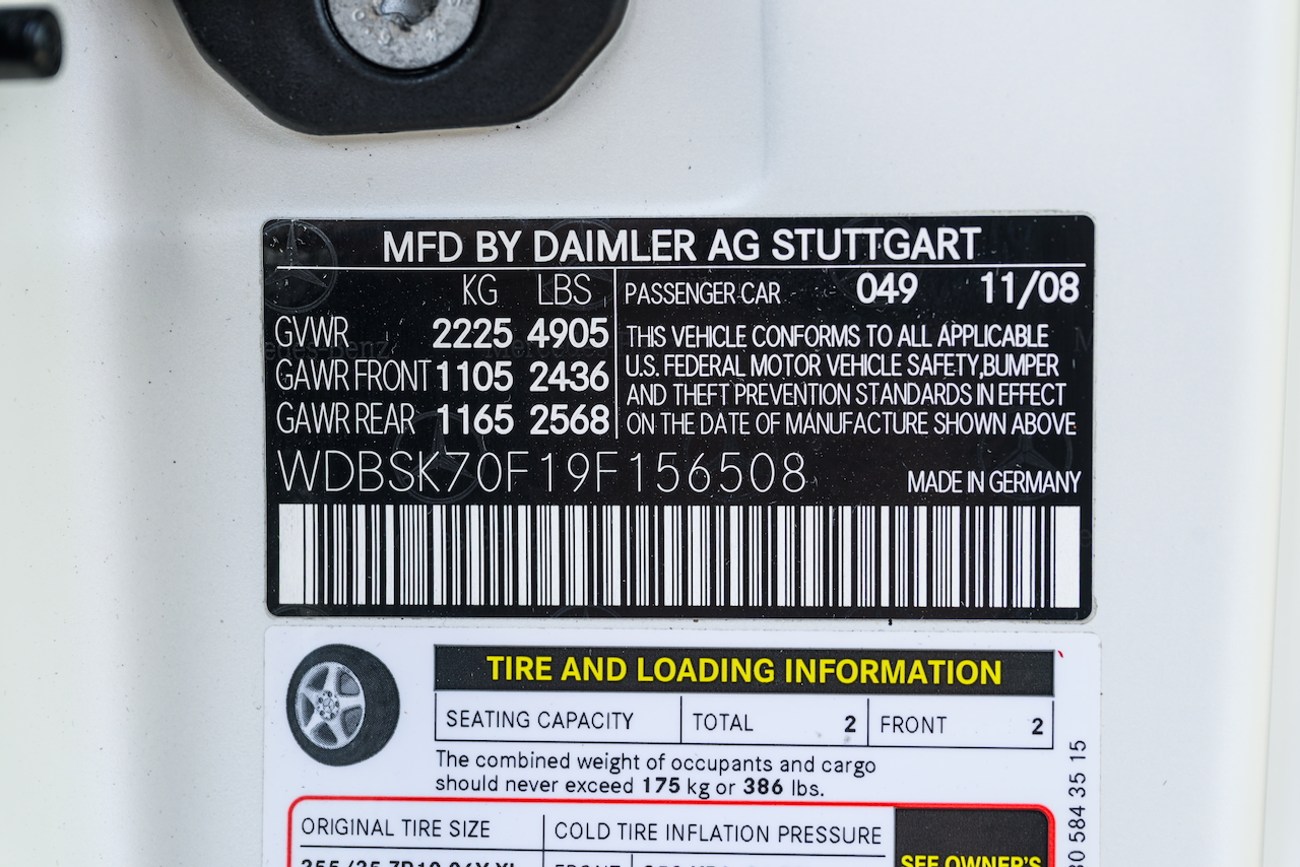 MFD BY DAIMLER AG STUTTGART
KG LBS
GVWR 2225 4905
GAWR FRONT 1105 2436
GAWR REAR 1165 2568
PASSENGER CAR 049 11/08
THIS VEHICLE CONFORMS TO ALL APPLICABLE
U.S. FEDERAL MOTOR VEHICLE SAFETY,BUMPER
AND THEFT PREVENTION STANDARDS IN EFFECT
ON THE DATE OF MANUFACTURE SHOWN ABOVE
WDBSK70F19F156508 MADE IN GERMANY
TIRE AND LOADING INFORMATION
SEATING CAPACITY TOTAL 2 FRONT 2
The combined weight of occupants and cargo
should never exceed 175 kg or 386 lbs.
ORIGINAL TIRE SIZE COLD TIRE INFLATION PRESSURE
SEE OWNER'S
584 35 15